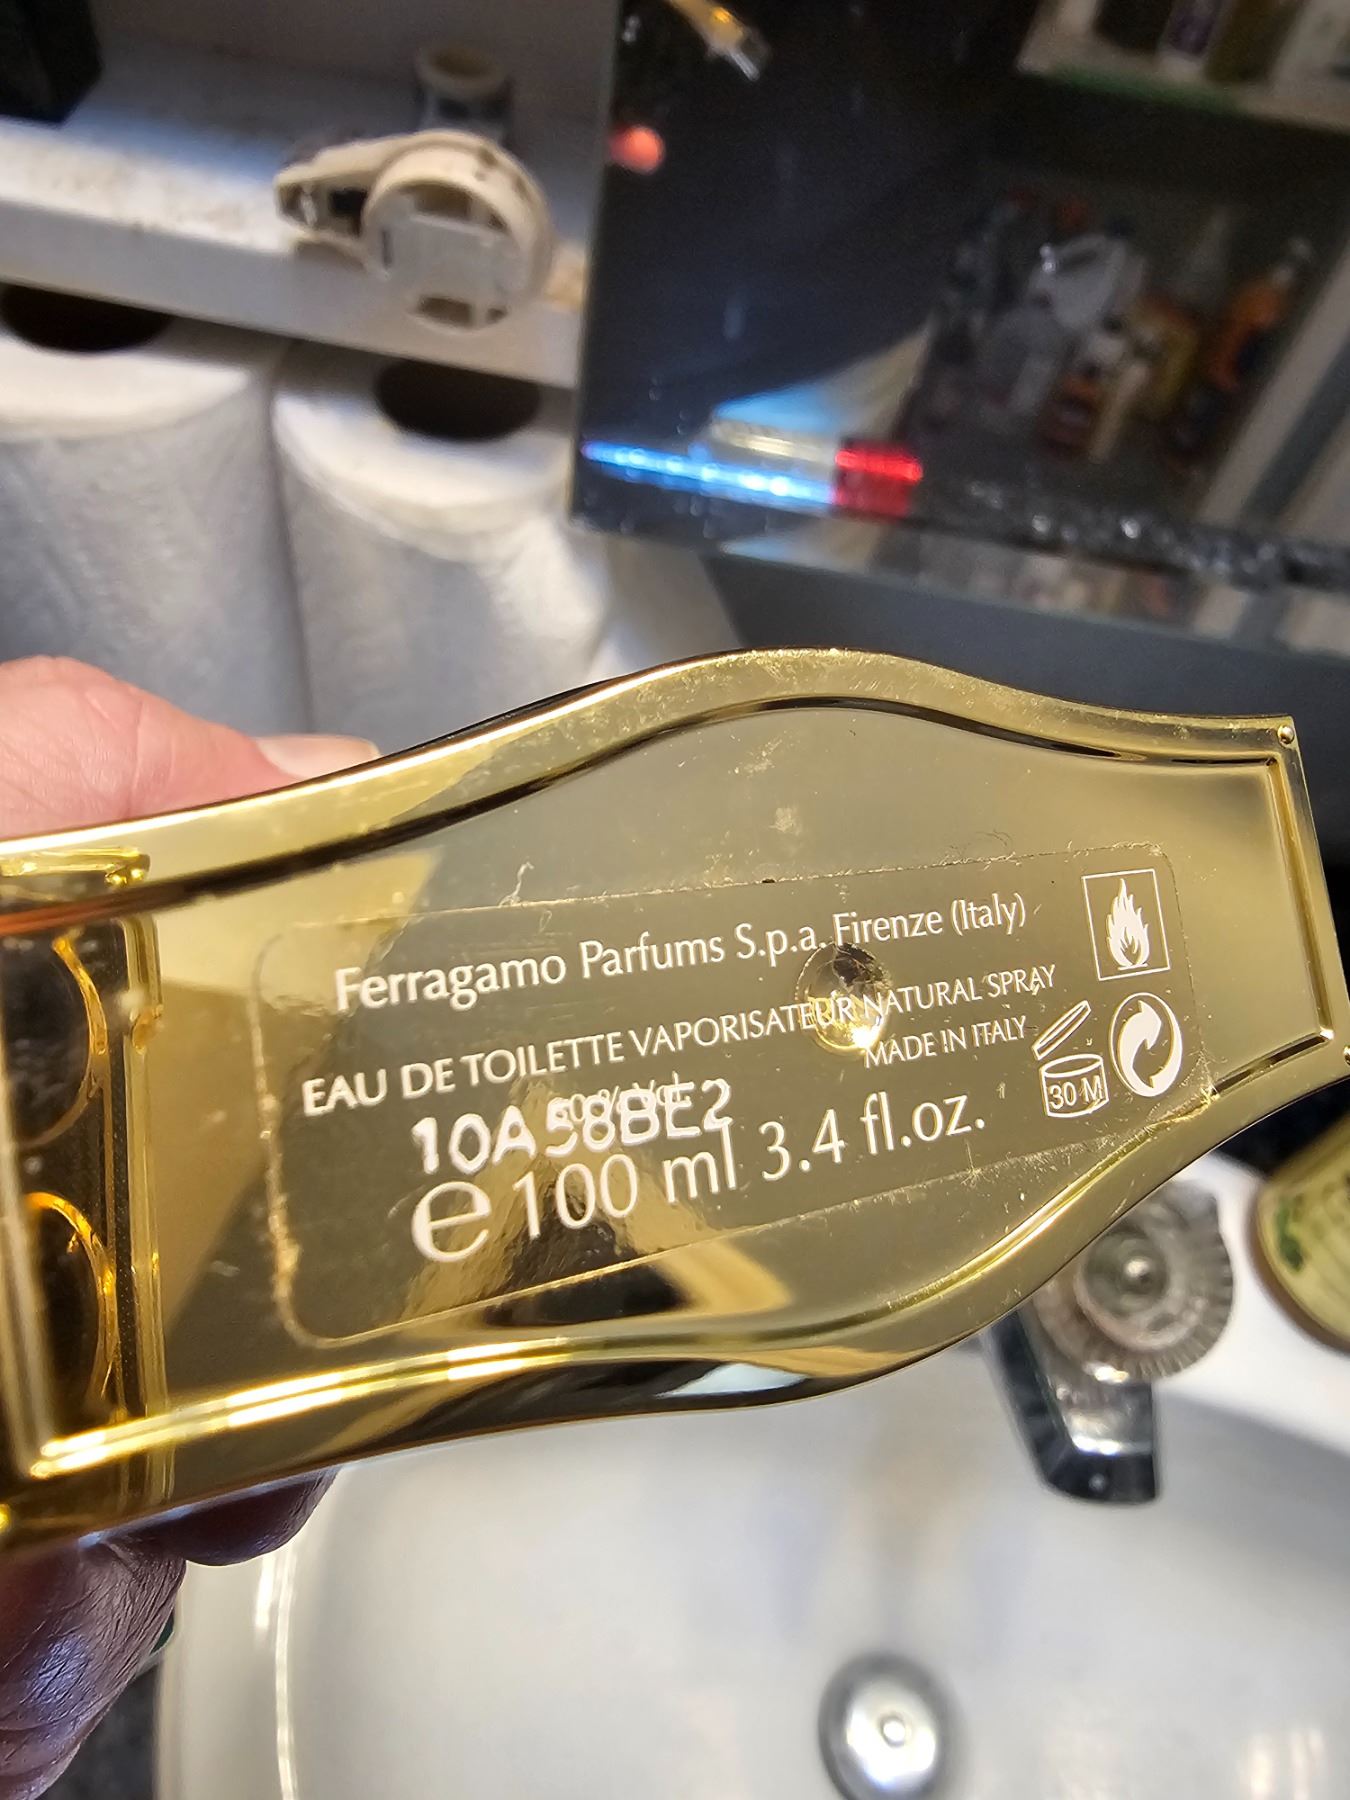 Ferragamo Parfums S.p.a. Firenze (Italy)
EAU DE TOILETTE VAPORISATEUR NATURAL SPRAY
MADE IN ITALY
10A58BE2
℮ 100 ml 3.4 fl.oz.
30 M